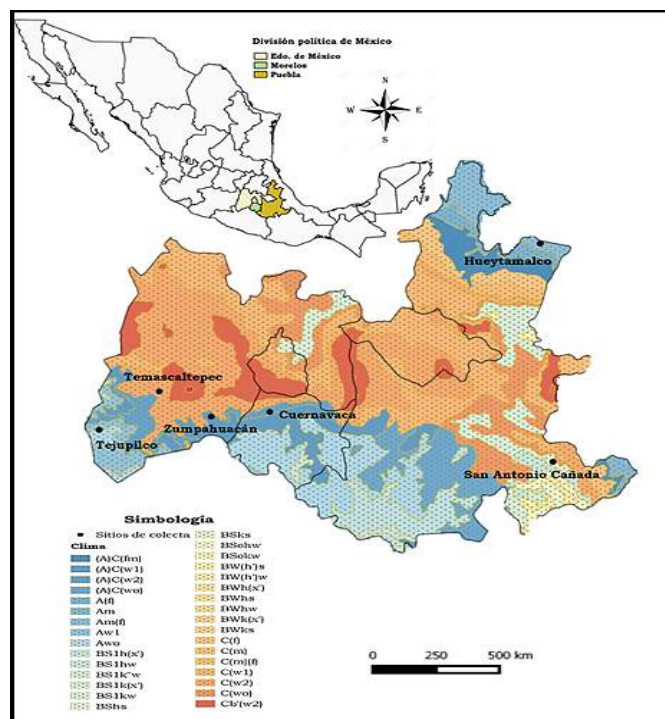 División política de México
Edo. de México
Morelos
Puebla
N
W E
S
Hueytamalco
Temascaltepec
Zumpahuacán
Cuernavaca
Tejupilco
San Antonio Cañada
Simbología
Sitios de colecta
Clima
(A)C(fm)
(A)C(w1)
(A)C(w2)
(A)C(wo)
A(f)
Am
Am(f)
Aw1
Awo
BS1h(x')
BS1hw
BS1k"w
BS1k(x')
BS1kw
BShs
BSks
BSohw
BSokw
BW(h')s
BW(h')w
BWh(x')
BWhs
BWhw
BWk(x')
BWks
C(f)
C(m)
C(m)(f)
C(w1)
C(w2)
C(wo)
Cb'(w2)
0 250 500 km